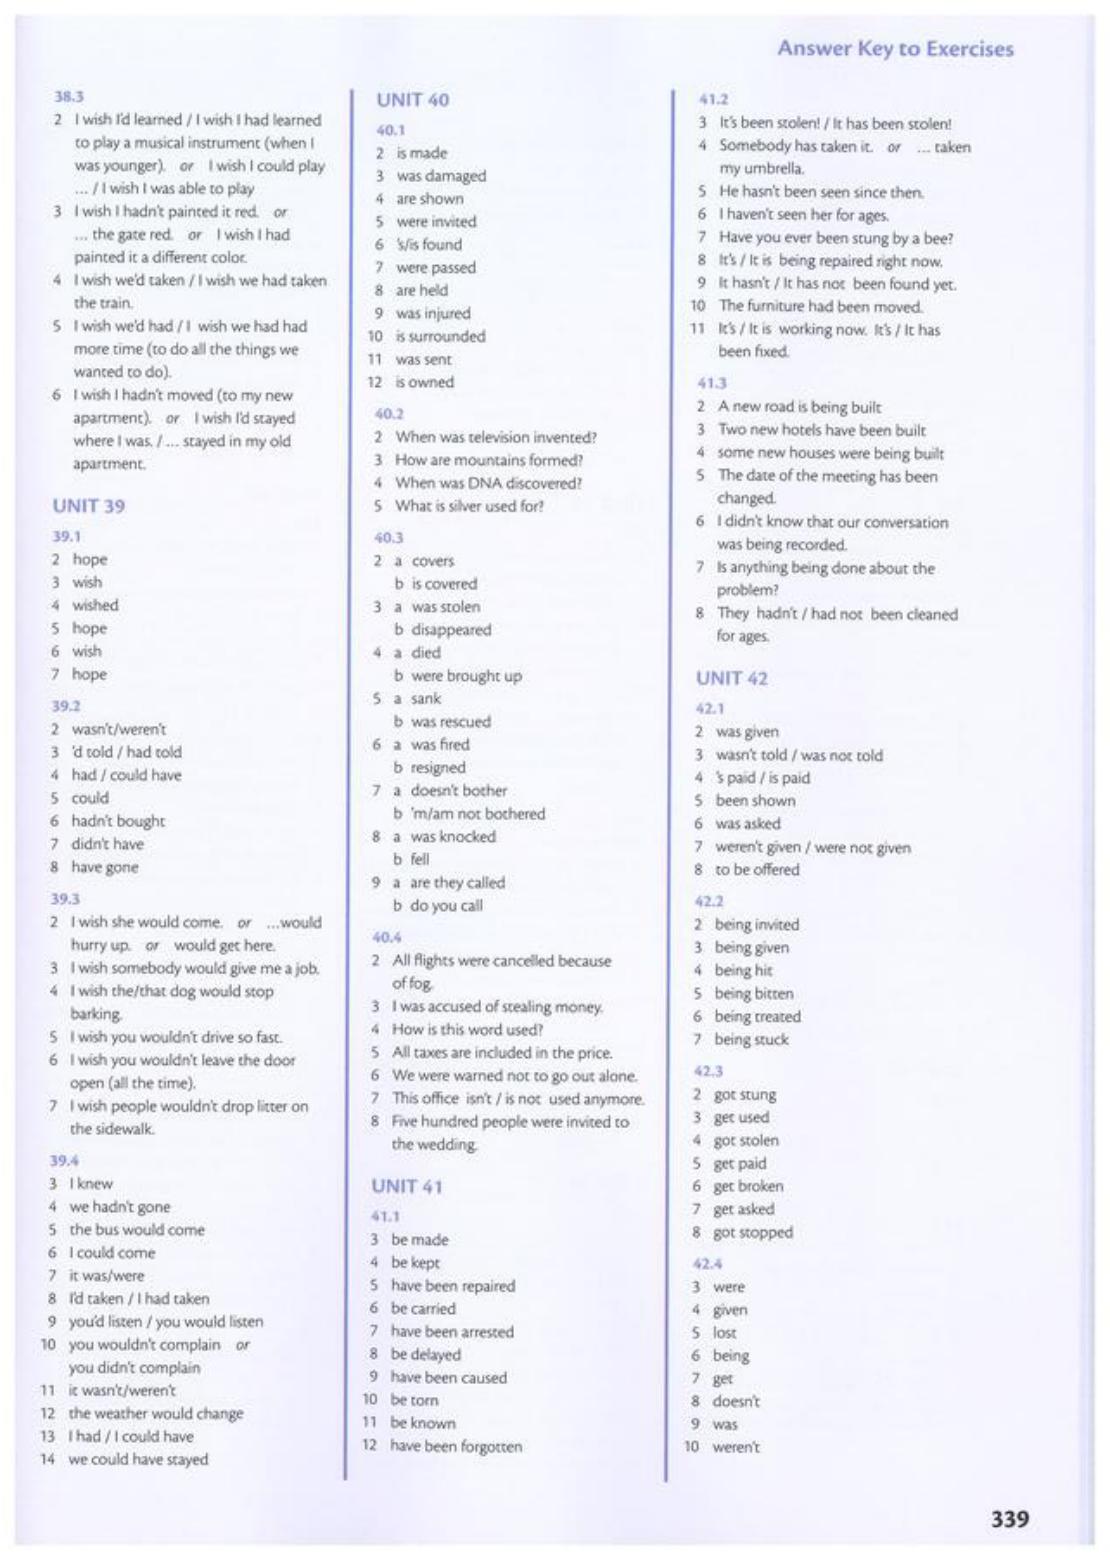 Answer Key to Exercises
38.3
2 I wish I'd learned / I wish I had learned
to play a musical instrument (when I
was younger). or I wish I could play
... / I wish I was able to play
3 I wish I hadn't painted it red. or
... the gate red. or I wish I had
painted it a different color.
4 I wish we'd taken / I wish we had taken
the train.
5 I wish we'd had / I wish we had had
more time (to do all the things we
wanted to do).
6 I wish I hadn't moved (to my new
apartment). or I wish I'd stayed
where I was. / ... stayed in my old
apartment.
UNIT 39
39.1
2 hope
3 wish
4 wished
5 hope
6 wish
7 hope
39.2
2 wasn't/weren't
3 'd told / had told
4 had / could have
5 could
6 hadn't bought
7 didn't have
8 have gone
39.3
2 I wish she would come. or ...would
hurry up. or would get here.
3 I wish somebody would give me a job.
4 I wish the/that dog would stop
barking.
5 I wish you wouldn't drive so fast.
6 I wish you wouldn't leave the door
open (all the time).
7 I wish people wouldn't drop litter on
the sidewalk.
39.4
3 I knew
4 we hadn't gone
5 the bus would come
6 I could come
7 it was/were
8 I'd taken / I had taken
9 you'd listen / you would listen
10 you wouldn't complain or
you didn't complain
11 it wasn't/weren't
12 the weather would change
13 I had / I could have
14 we could have stayed
UNIT 40
40.1
2 is made
3 was damaged
4 are shown
5 were invited
6 's/is found
7 were passed
8 are held
9 was injured
10 is surrounded
11 was sent
12 is owned
40.2
2 When was television invented?
3 How are mountains formed?
4 When was DNA discovered?
5 What is silver used for?
40.3
2 a covers
b is covered
3 a was stolen
b disappeared
4 a died
b were brought up
5 a sank
b was rescued
6 a was fired
b resigned
7 a doesn't bother
b 'm/am not bothered
8 a was knocked
b fell
9 a are they called
b do you call
40.4
2 All flights were cancelled because
of fog.
3 I was accused of stealing money.
4 How is this word used?
5 All taxes are included in the price.
6 We were warned not to go out alone.
7 This office isn't / is not used anymore.
8 Five hundred people were invited to
the wedding.
UNIT 41
41.1
3 be made
4 be kept
5 have been repaired
6 be carried
7 have been arrested
8 be delayed
9 have been caused
10 be torn
11 be known
12 have been forgotten
41.2
3 It's been stolen! / It has been stolen!
4 Somebody has taken it. or ... taken
my umbrella.
5 He hasn't been seen since then.
6 I haven't seen her for ages.
7 Have you ever been stung by a bee?
8 It's / It is being repaired right now.
9 It hasn't / It has not been found yet.
10 The furniture had been moved.
11 It's / It is working now. It's / It has
been fixed.
41.3
2 A new road is being built
3 Two new hotels have been built
4 some new houses were being built
5 The date of the meeting has been
changed.
6 I didn't know that our conversation
was being recorded.
7 Is anything being done about the
problem?
8 They hadn't / had not been cleaned
for ages.
UNIT 42
42.1
2 was given
3 wasn't told / was not told
4 's paid / is paid
5 been shown
6 was asked
7 weren't given / were not given
8 to be offered
42.2
2 being invited
3 being given
4 being hit
5 being bitten
6 being treated
7 being stuck
42.3
2 got stung
3 get used
4 got stolen
5 get paid
6 get broken
7 get asked
8 got stopped
42.4
3 were
4 given
5 lost
6 being
7 get
8 doesn't
9 was
10 weren't
339